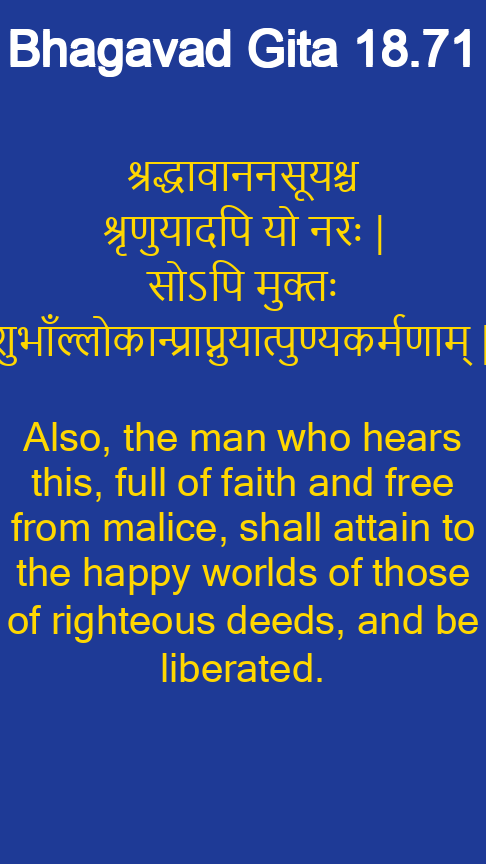 Bhagavad Gita 18.71
श्रद्धावाननसूयश्च
श्रृणुयादपि यो नरः |
सोऽपि मुक्तः
शुभाँल्लोकान्प्राप्नुयात्पुण्यकर्मणाम् |
Also, the man who hears
this, full of faith and free
from malice, shall attain to
the happy worlds of those
of righteous deeds, and be
liberated.